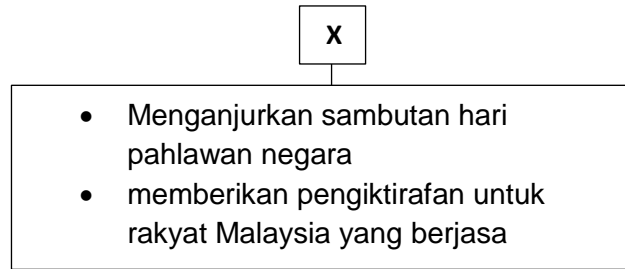 X
• Menganjurkan sambutan hari
pahlawan negara
• memberikan pengiktirafan untuk
rakyat Malaysia yang berjasa